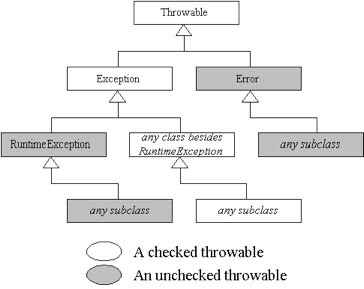 Throwable
Exception
Error
RuntimeException
any class besides
RuntimeException
any subclass
any subclass
any subclass
A checked throwable
An unchecked throwable